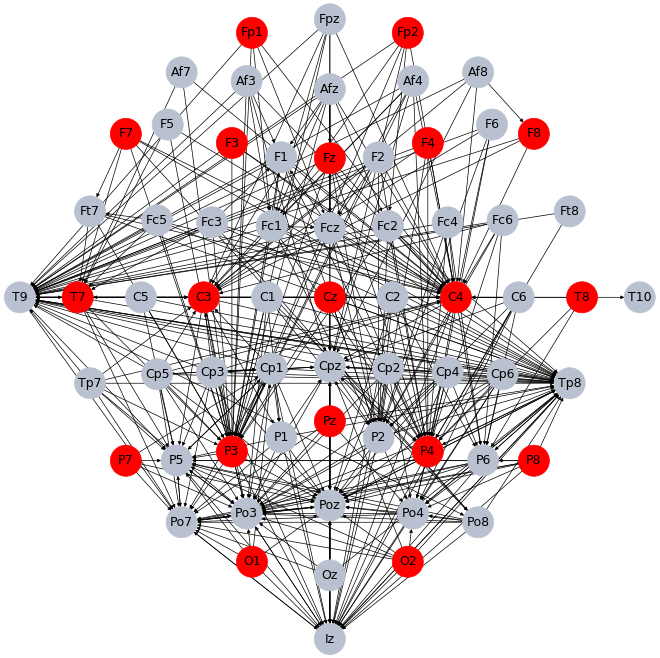 Fpz
Fp1 Fp2
Af7 Af3 Afz Af4 Af8
F7 F5 F3 F1 Fz F2 F4 F6 F8
Ft7 Fc5 Fc3 Fc1 Fcz Fc2 Fc4 Fc6 Ft8
T9 T7 C5 C3 C1 Cz C2 C4 C6 T8 T10
Tp7 Cp5 Cp3 Cp1 Cpz Cp2 Cp4 Cp6 Tp8
P7 P5 P3 P1 Pz P2 P4 P6 P8
Po7 Po3 Poz Po4 Po8
O1 Oz O2
Iz